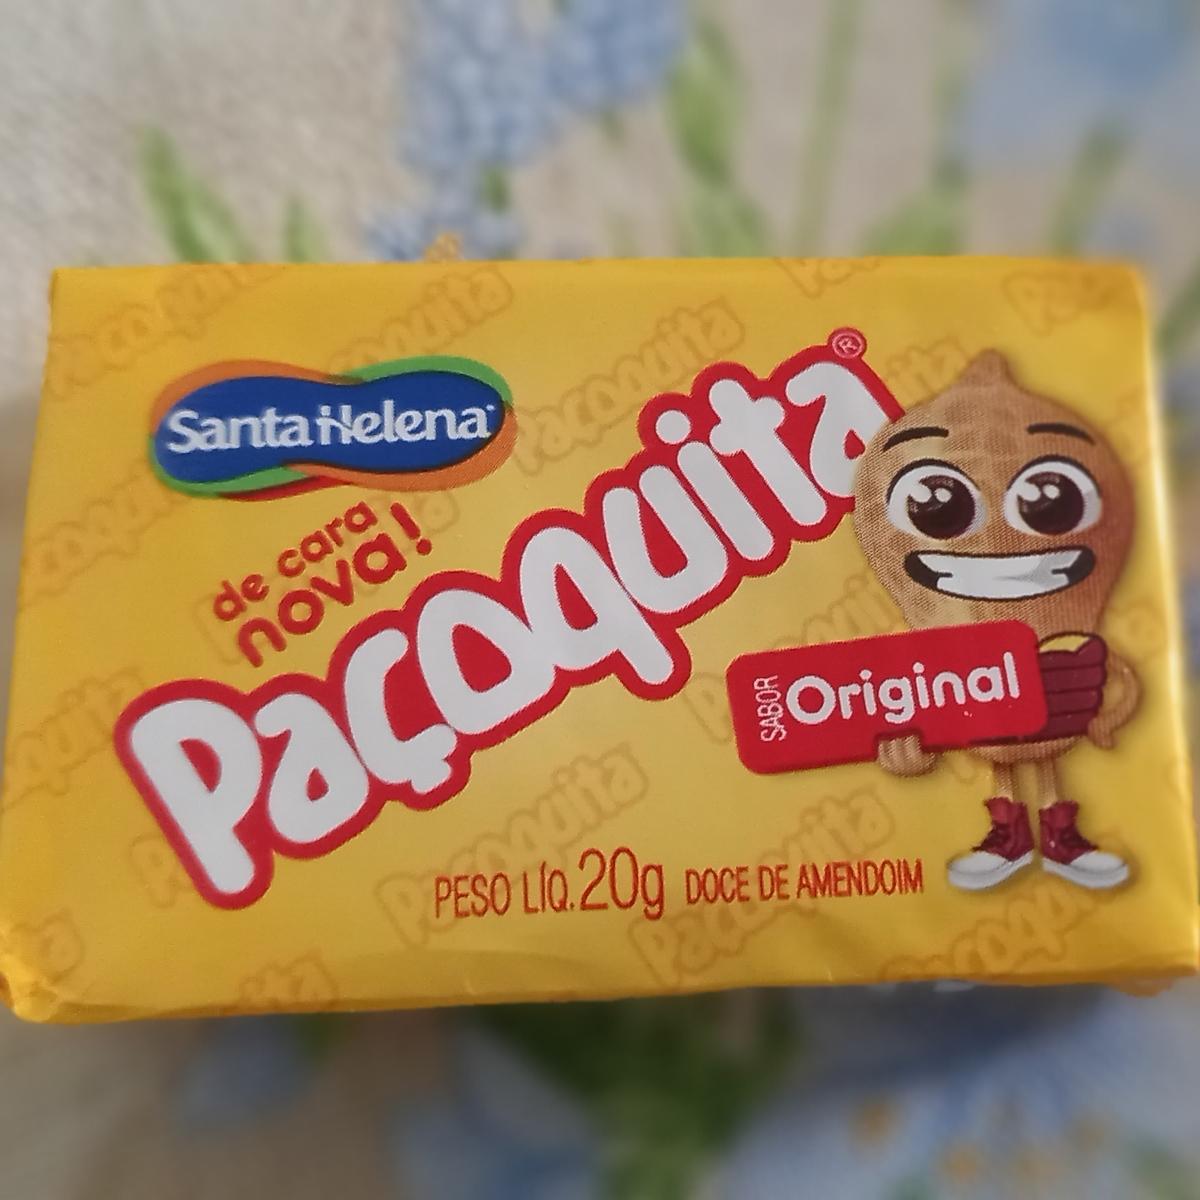 Santa Helena
de cara
nova!
Paçoquita®
SABOR
Original
PESO LÍQ. 20g DOCE DE AMENDOIM